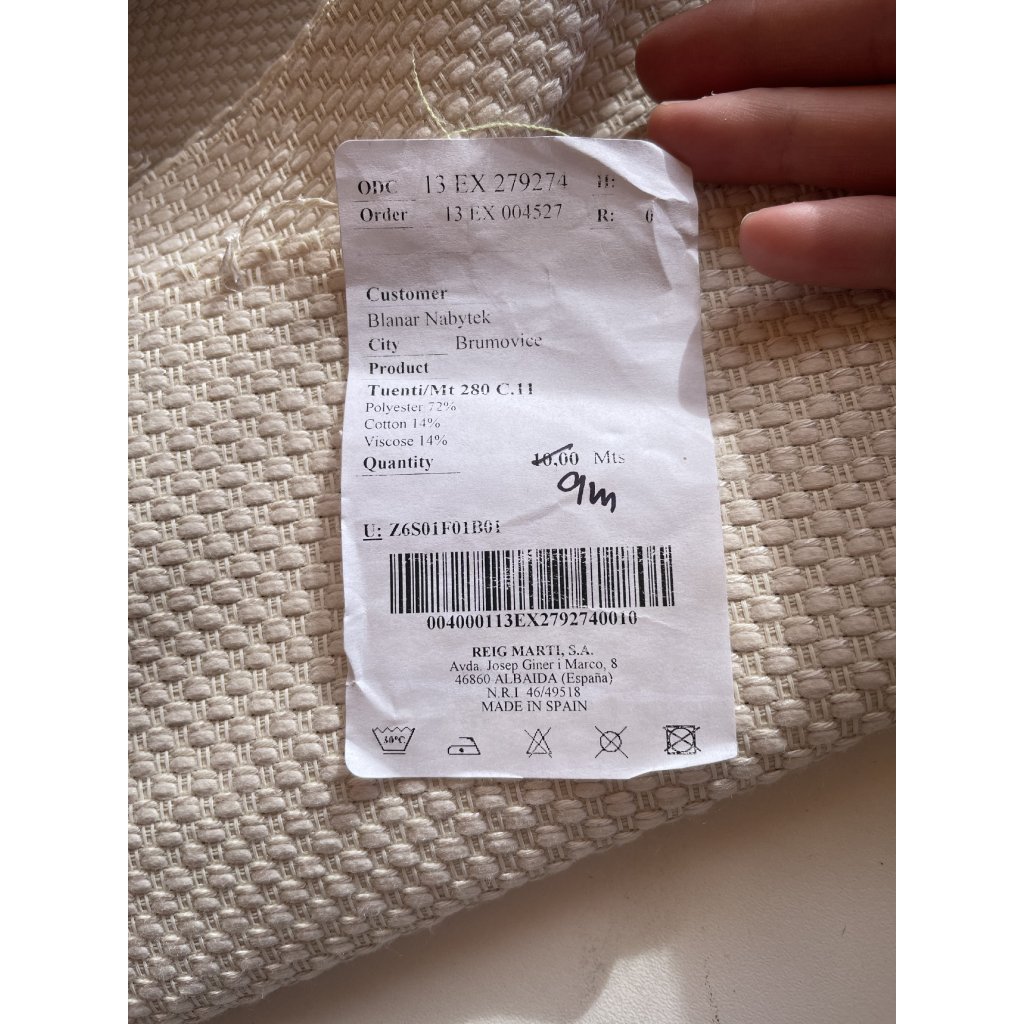 ODC 13 EX 279274 H:
Order 13 EX 004527 R: 0
Customer
Blanar Nabytek
City Brumovice
Product
Tuenti/Mt 280 C.11
Polyester 72%
Cotton 14%
Viscose 14%
Quantity 10,00 Mts
9m
U: Z6S01F01B01
004000113EX2792740010
REIG MARTI, S.A.
Avda. Josep Giner i Marco, 8
46860 ALBAIDA (España)
N.R.I 46/49518
MADE IN SPAIN